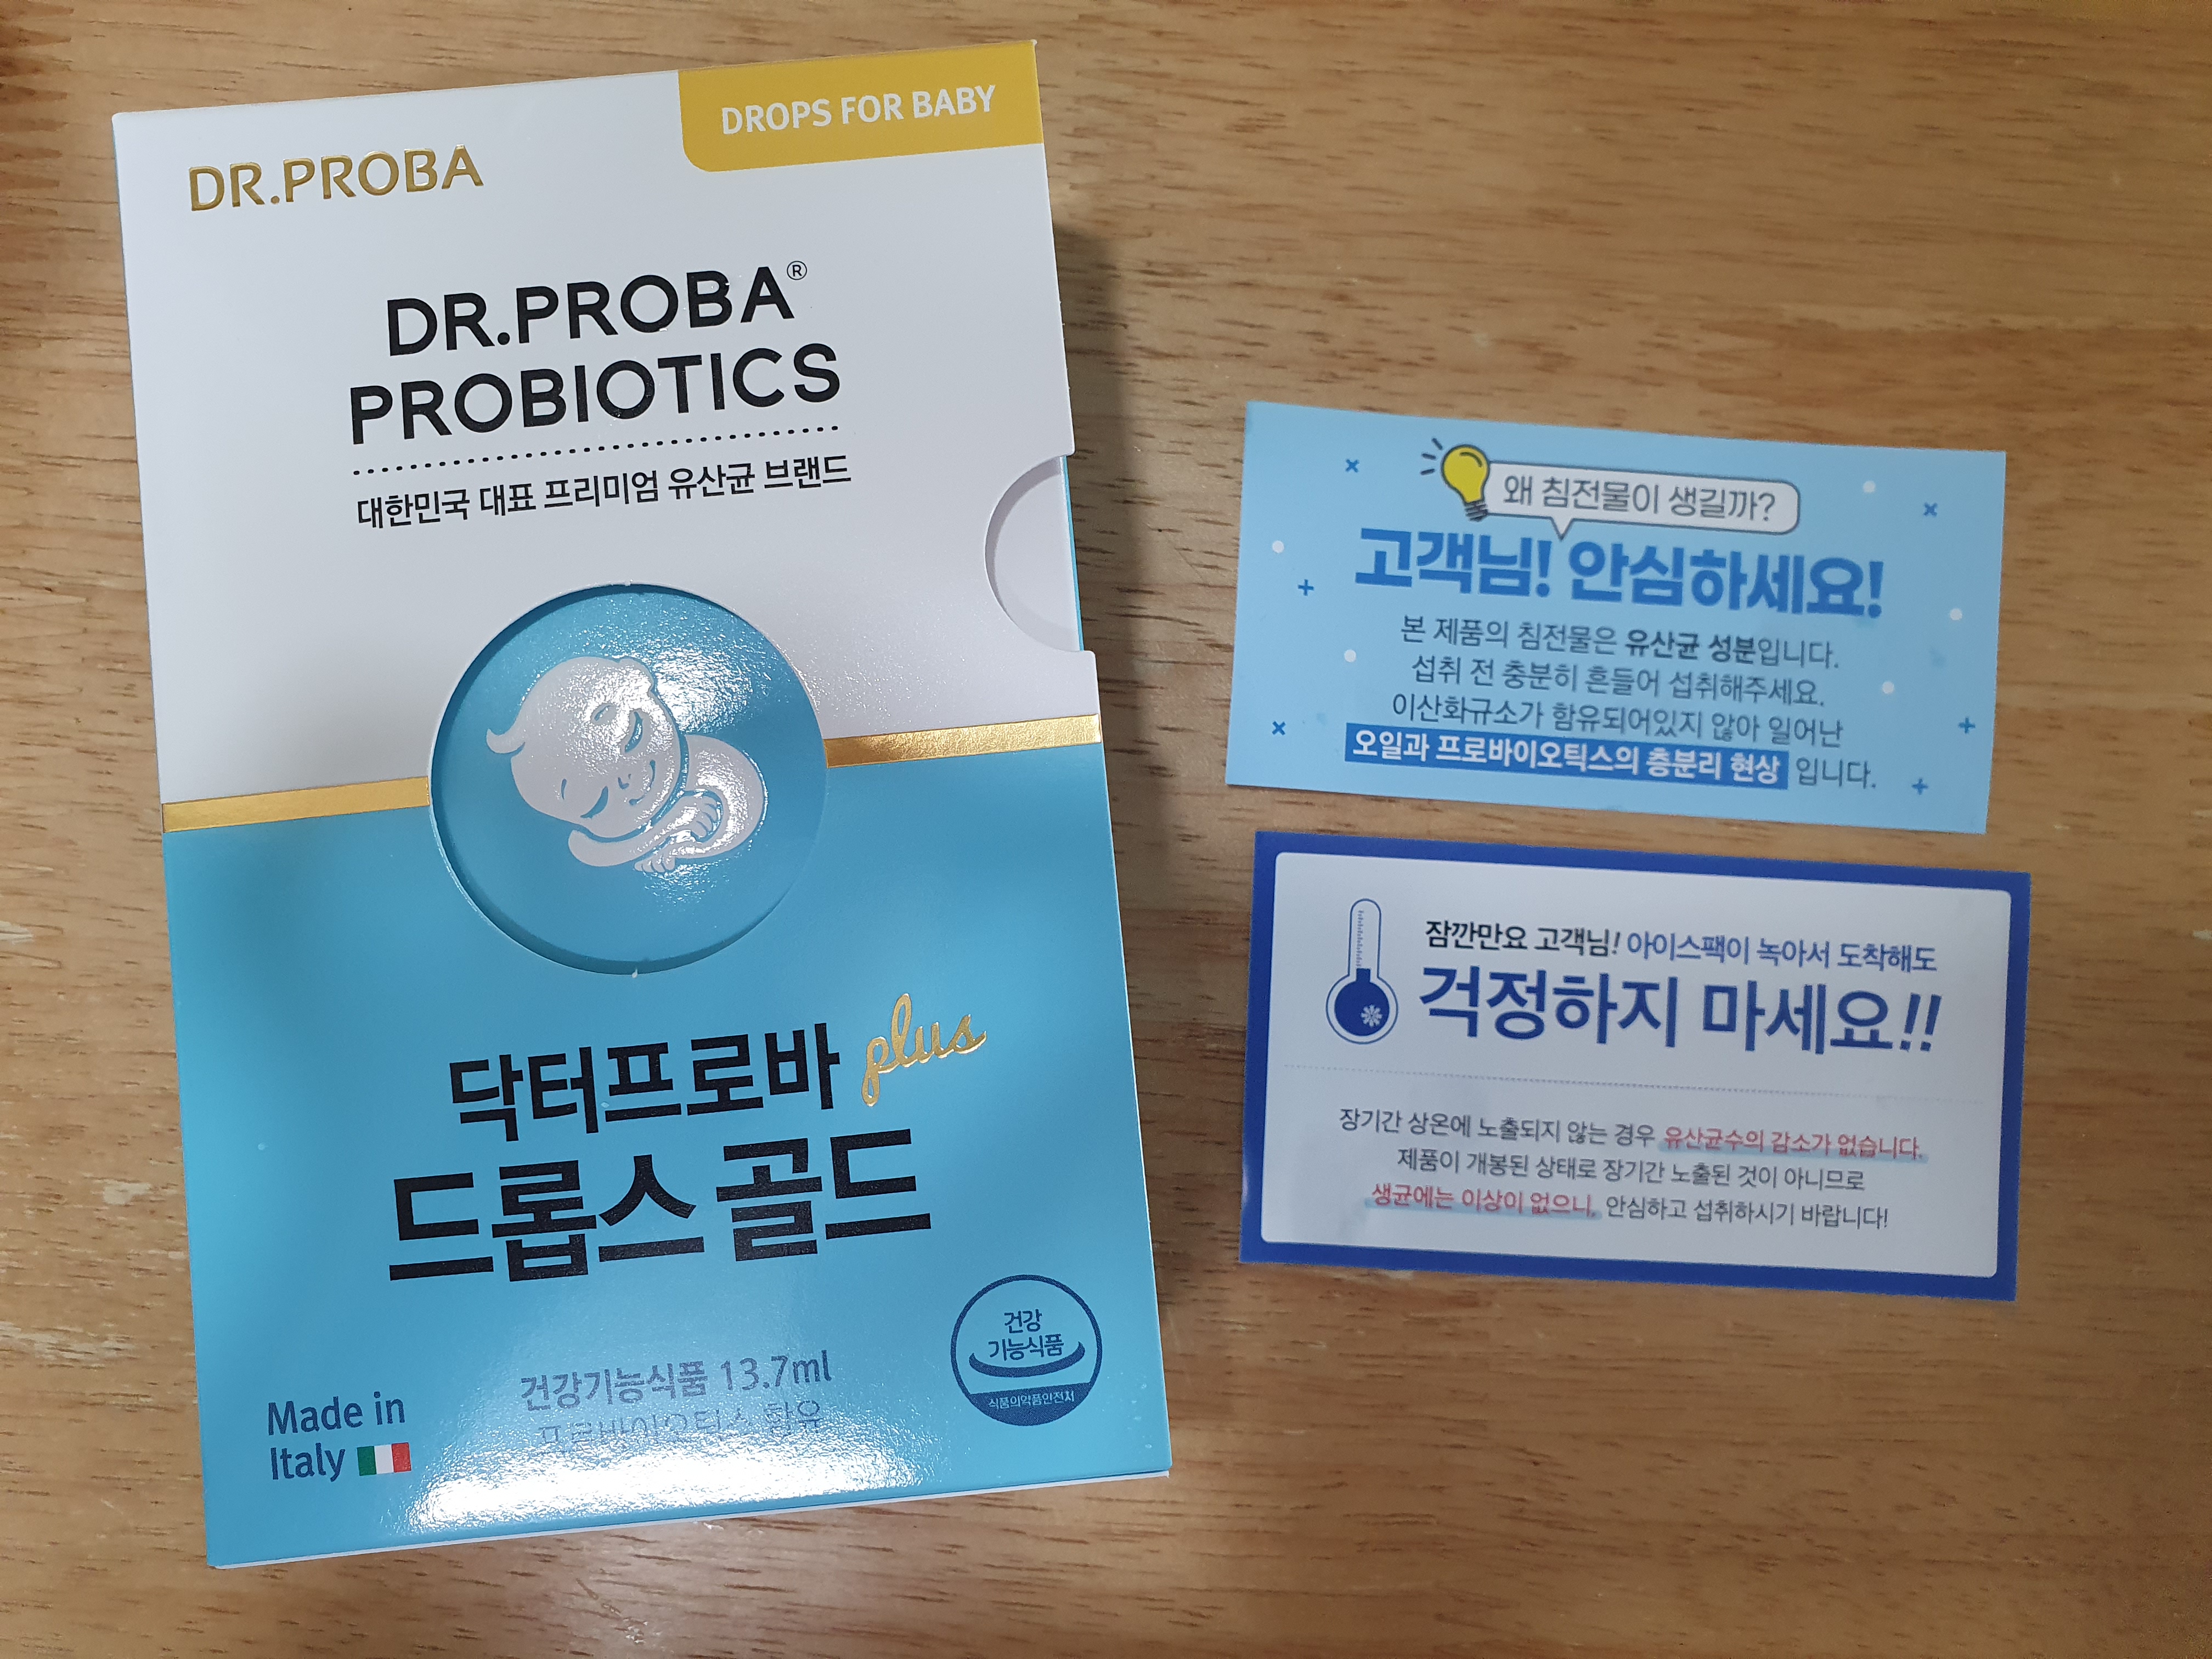 DROPS FOR BABY
DR.PROBA
DR.PROBA®
PROBIOTICS
대한민국 대표 프리미엄 유산균 브랜드
닥터프로바 plus
드롭스 골드
건강기능식품 13.7ml
프로바이오틱스 함유
Made in
Italy
건강
기능식품
식품의약품안전처
왜 침전물이 생길까?
고객님! 안심하세요!
본 제품의 침전물은 유산균 성분입니다.
섭취 전 충분히 흔들어 섭취해주세요.
이산화규소가 함유되어있지 않아 일어난
오일과 프로바이오틱스의 층분리 현상 입니다.
잠깐만요 고객님! 아이스팩이 녹아서 도착해도
걱정하지 마세요!!
장기간 상온에 노출되지 않는 경우 유산균수의 감소가 없습니다.
제품이 개봉된 상태로 장기간 노출된 것이 아니므로
생균에는 이상이 없으니, 안심하고 섭취하시기 바랍니다!